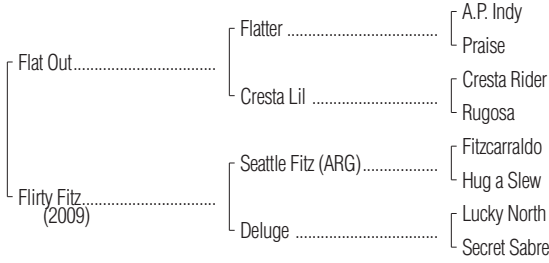 A.P. Indy
Flatter
Praise
Flat Out
Cresta Rider
Cresta Lil
Rugosa
Fitzcarraldo
Seattle Fitz (ARG)
Hug a Slew
Flirty Fitz
(2009)
Lucky North
Deluge
Secret Sabre